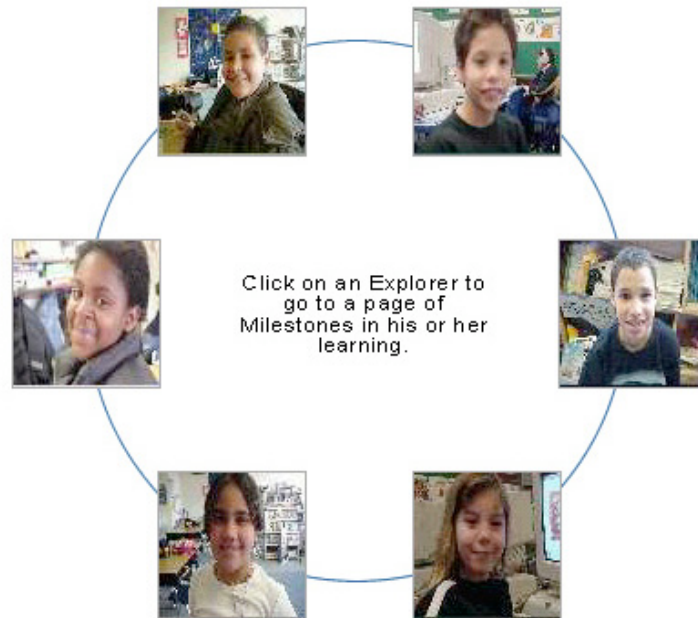 Click on an Explorer to
go to a page of
Milestones in his or her
learning.